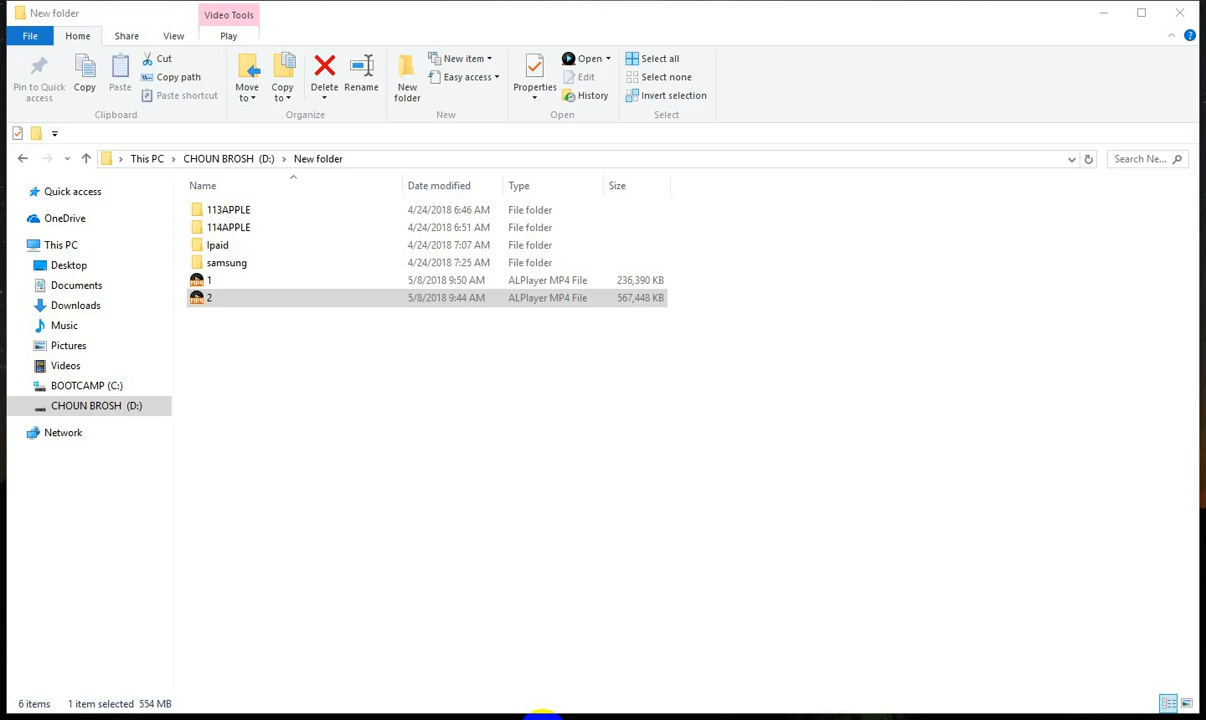 New folder
Video Tools
File
Home
Share
View
Play
Pin to Quick access
Copy
Paste
Cut
Copy path
Paste shortcut
Clipboard
Move to
Copy to
Delete
Rename
Organize
New folder
New item
Easy access
New
Properties
Open
Edit
History
Open
Select all
Select none
Invert selection
Select
This PC
CHOUN BROSH (D:)
New folder
Search Ne...
Quick access
OneDrive
This PC
Desktop
Documents
Downloads
Music
Pictures
Videos
BOOTCAMP (C:)
CHOUN BROSH (D:)
Network
Name Date modified Type Size
113APPLE 4/24/2018 6:46 AM File folder
114APPLE 4/24/2018 6:51 AM File folder
Ipaid 4/24/2018 7:07 AM File folder
samsung 4/24/2018 7:25 AM File folder
1 5/8/2018 9:50 AM ALPlayer MP4 File 236,390 KB
2 5/8/2018 9:44 AM ALPlayer MP4 File 567,448 KB
6 items 1 item selected 554 MB